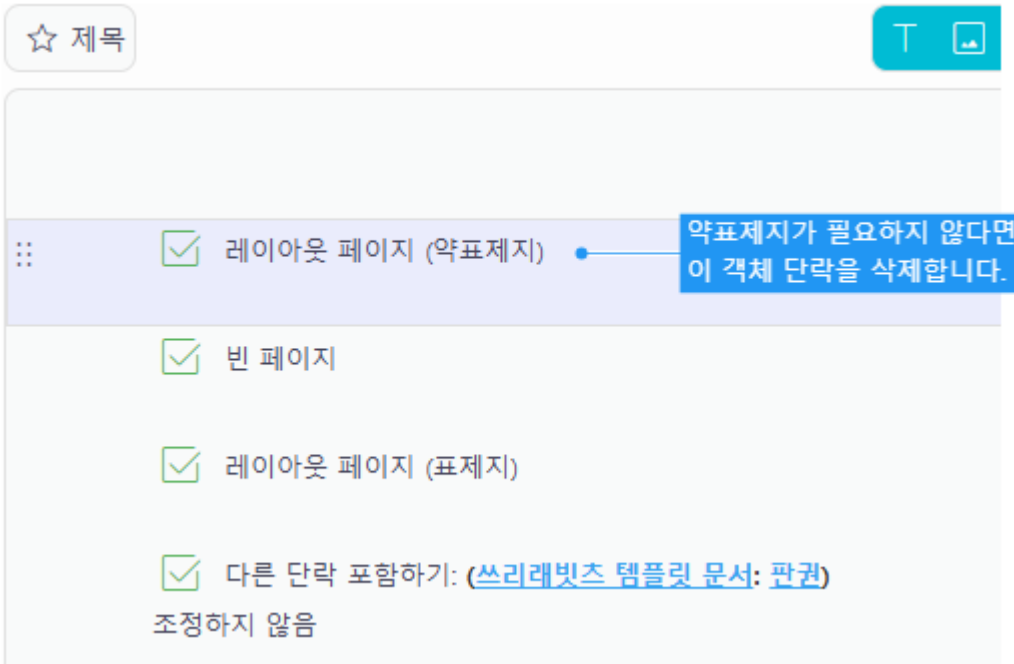 제목
레이아웃 페이지 (약표제지)
약표제지가 필요하지 않다면
이 객체 단락을 삭제합니다.
빈 페이지
레이아웃 페이지 (표제지)
다른 단락 포함하기: (쓰리래빗츠 템플릿 문서: 판권)
조정하지 않음